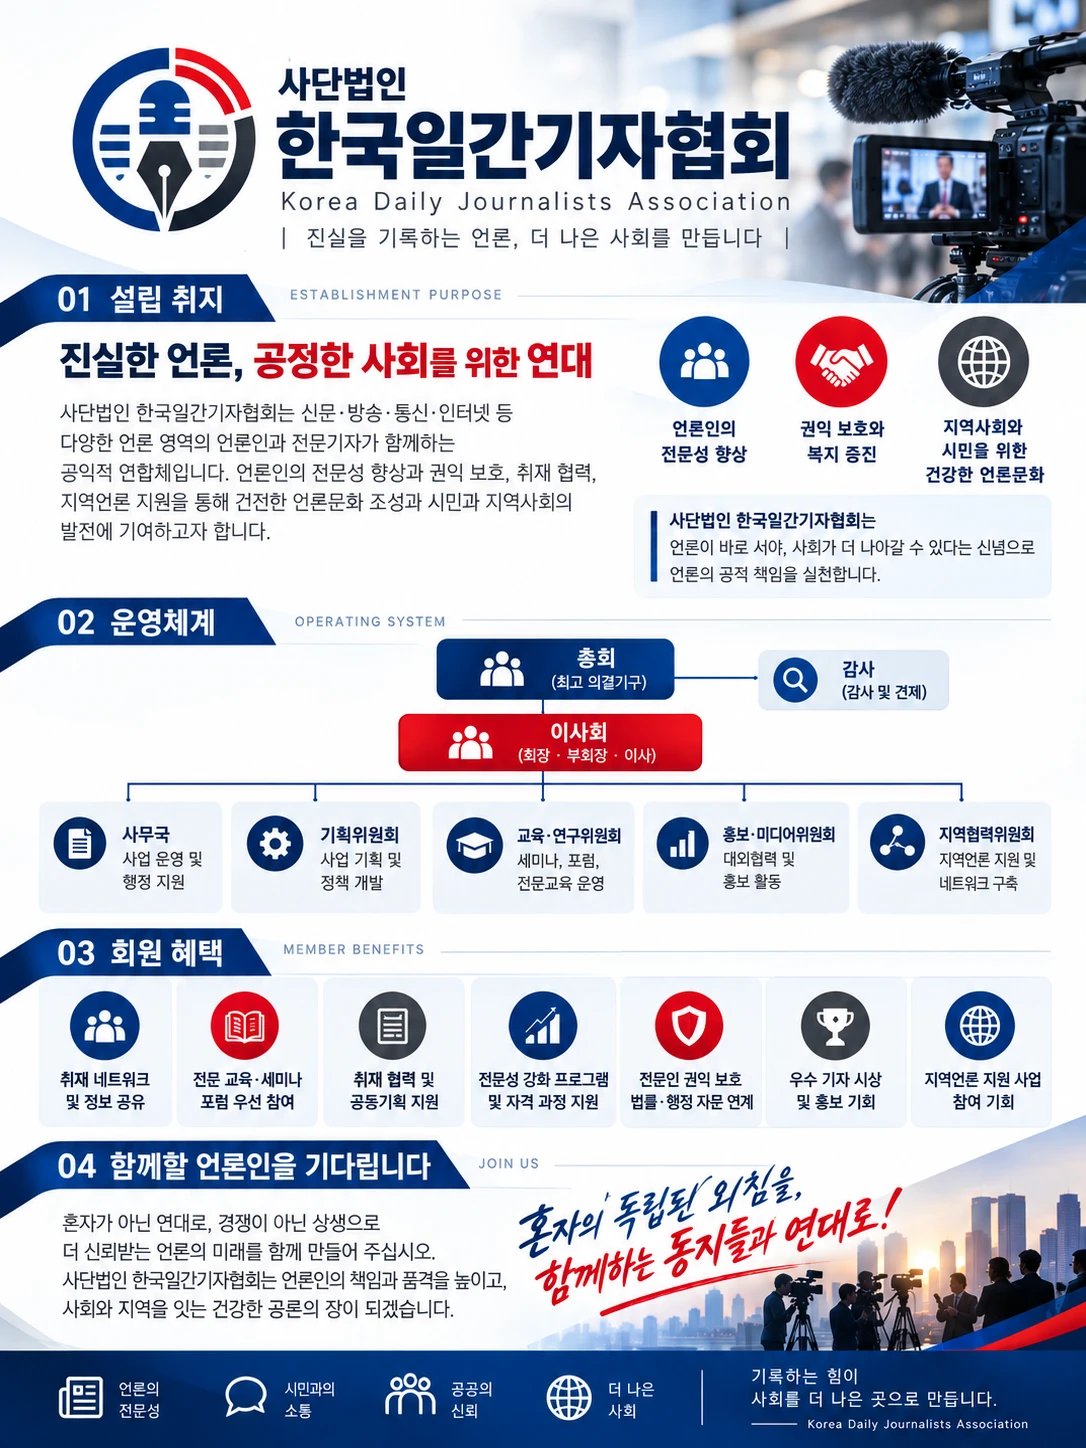 사단법인
한국일간기자협회
Korea Daily Journalists Association
| 진실을 기록하는 언론, 더 나은 사회를 만듭니다 |
01 설립 취지
ESTABLISHMENT PURPOSE
진실한 언론, 공정한 사회를 위한 연대
사단법인 한국일간기자협회는 신문·방송·통신·인터넷 등
다양한 언론 영역의 언론인과 전문기자가 함께하는
공익적 연합체입니다. 언론인의 전문성 향상과 권익 보호, 취재 협력,
지역언론 지원을 통해 건전한 언론문화 조성과 시민과 지역사회의
발전에 기여하고자 합니다.
언론인의
전문성 향상
권익 보호와
복지 증진
지역사회와
시민을 위한
건강한 언론문화
사단법인 한국일간기자협회는
언론이 바로 서야, 사회가 더 나아갈 수 있다는 신념으로
언론의 공적 책임을 실천합니다.
02 운영체계
OPERATING SYSTEM
총회
(최고 의결기구)
감사
(감사 및 견제)
이사회
(회장 · 부회장 · 이사)
사무국
사업 운영 및
행정 지원
기획위원회
사업 기획 및
정책 개발
교육·연구위원회
세미나, 포럼,
전문교육 운영
홍보·미디어위원회
대외협력 및
홍보 활동
지역협력위원회
지역언론 지원 및
네트워크 구축
03 회원 혜택
MEMBER BENEFITS
취재 네트워크
및 정보 공유
전문 교육·세미나
포럼 우선 참여
취재 협력 및
공동기획 지원
전문성 강화 프로그램
및 자격 과정 지원
전문인 권익 보호
법률·행정 자문 연계
우수 기자 시상
및 홍보 기회
지역언론 지원 사업
참여 기회
04 함께할 언론인을 기다립니다
JOIN US
혼자가 아닌 연대로, 경쟁이 아닌 상생으로
더 신뢰받는 언론의 미래를 함께 만들어 주십시오.
사단법인 한국일간기자협회는 언론인의 책임과 품격을 높이고,
사회와 지역을 잇는 건강한 공론의 장이 되겠습니다.
혼자의 '독립된' 외침을,
함께하는 동지들과 연대로!
언론의
전문성
시민과의
소통
공공의
신뢰
더 나은
사회
기록하는 힘이
사회를 더 나은 곳으로 만듭니다.
Korea Daily Journalists Association